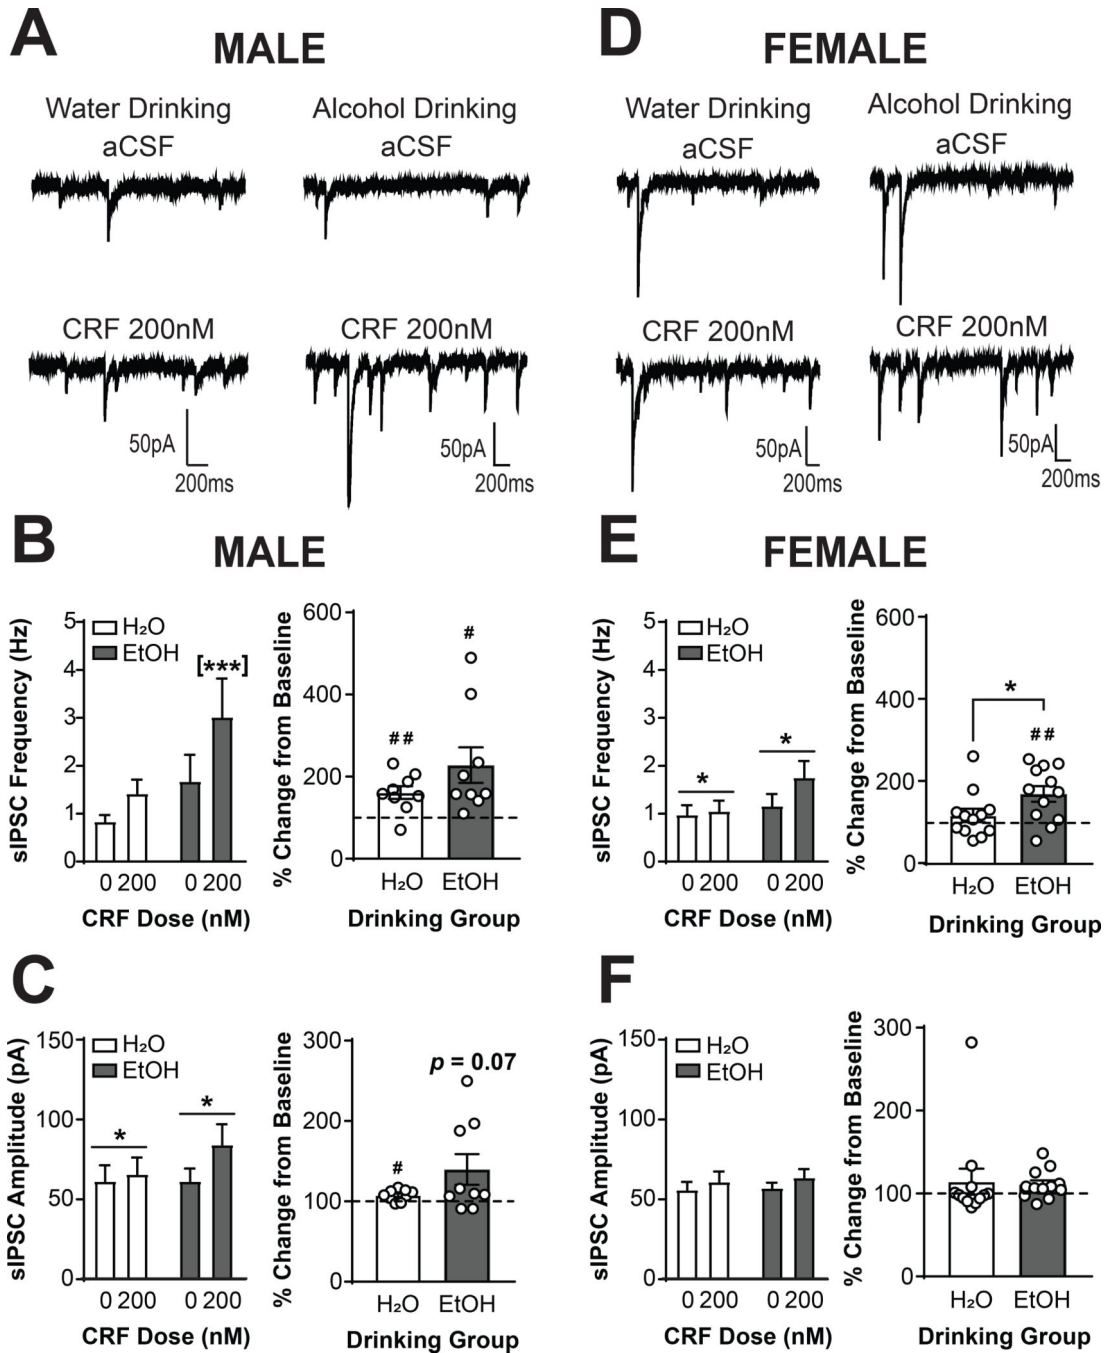 A MALE
Water Drinking
aCSF
Alcohol Drinking
aCSF
CRF 200nM
50pA
200ms
CRF 200nM
50pA
200ms
D FEMALE
Water Drinking
aCSF
Alcohol Drinking
aCSF
CRF 200nM
50pA
200ms
CRF 200nM
50pA
200ms
B MALE
sIPSC Frequency (Hz)
5
4
3
2
1
0
H₂O
EtOH
[***]
0 200 0 200
CRF Dose (nM)
% Change from Baseline
600
400
200
0
##
#
H₂O EtOH
Drinking Group
E FEMALE
sIPSC Frequency (Hz)
5
4
3
2
1
0
H₂O
EtOH
*
*
0 200 0 200
CRF Dose (nM)
% Change from Baseline
600
400
200
0
*
##
H₂O EtOH
Drinking Group
C
sIPSC Amplitude (pA)
150
100
50
0
H₂O
EtOH
*
*
0 200 0 200
CRF Dose (nM)
% Change from Baseline
300
200
100
0
#
p = 0.07
H₂O EtOH
Drinking Group
F
sIPSC Amplitude (pA)
150
100
50
0
H₂O
EtOH
0 200 0 200
CRF Dose (nM)
% Change from Baseline
300
200
100
0
H₂O EtOH
Drinking Group